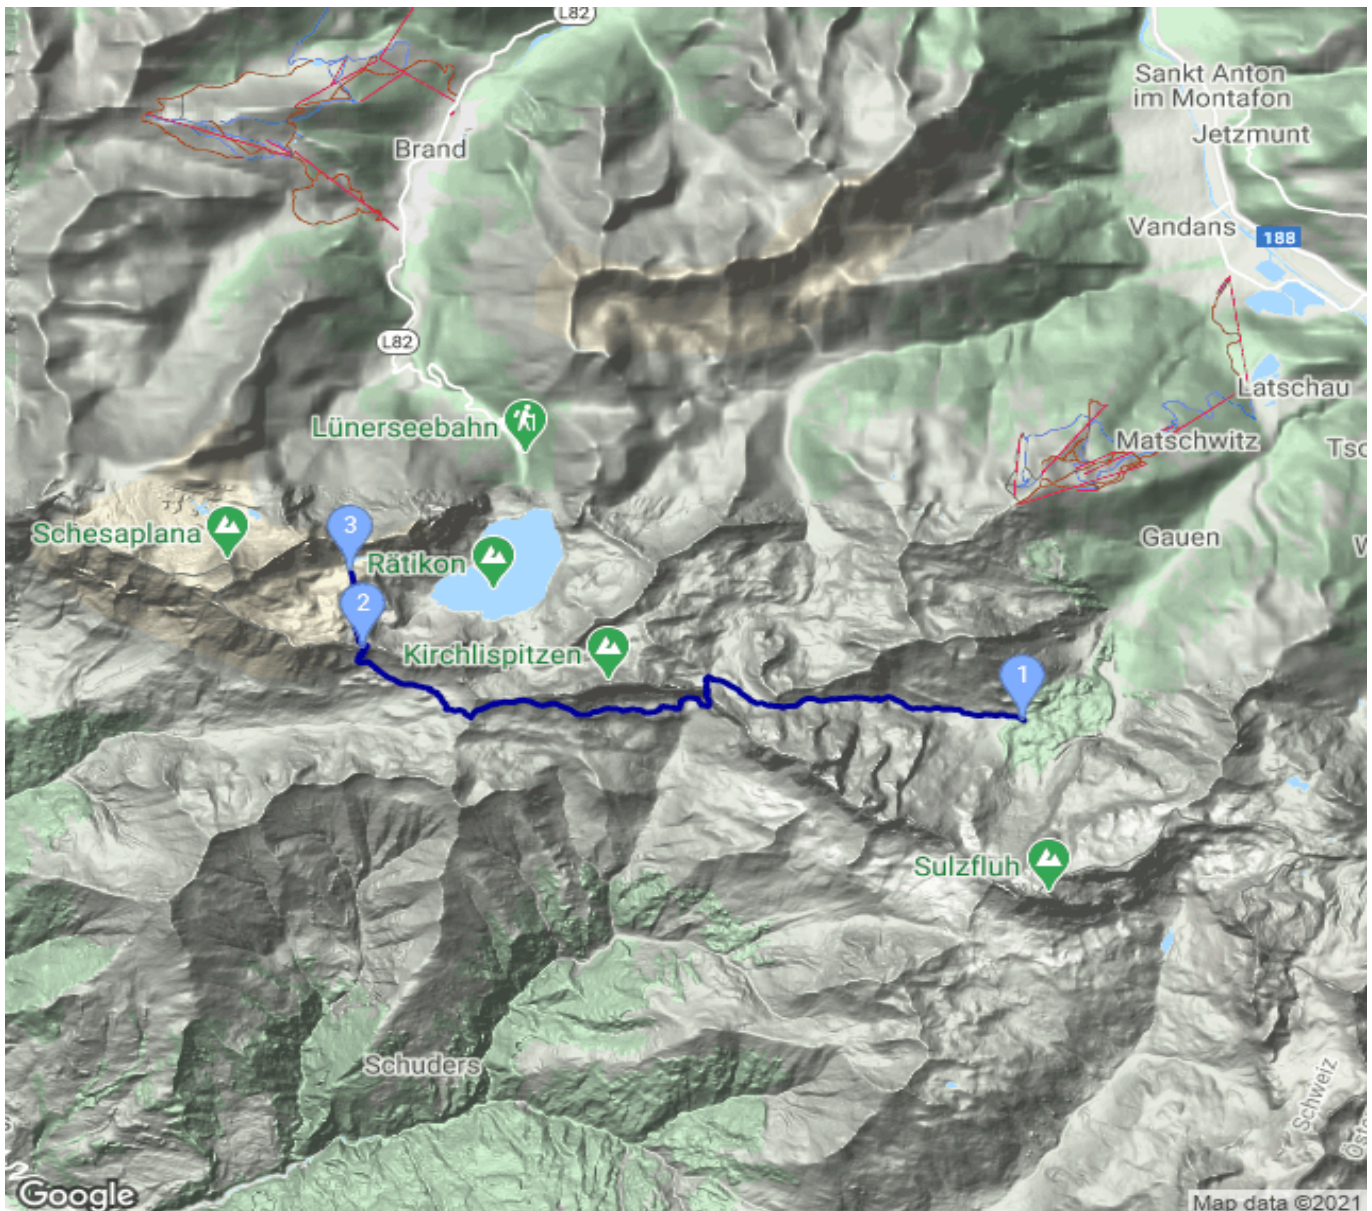 L82
Sankt Anton
im Montafon
Jetzmunt
Brand
Vandans
188
L82
Latschau
Lünerseebahn
Matschwitz
Tsc
Schesaplana
3
Rätikon
Gauen
2
Kirchlispitzen
1
Sulzfluh
Schuders
Schweiz
Google
Map data ©2021